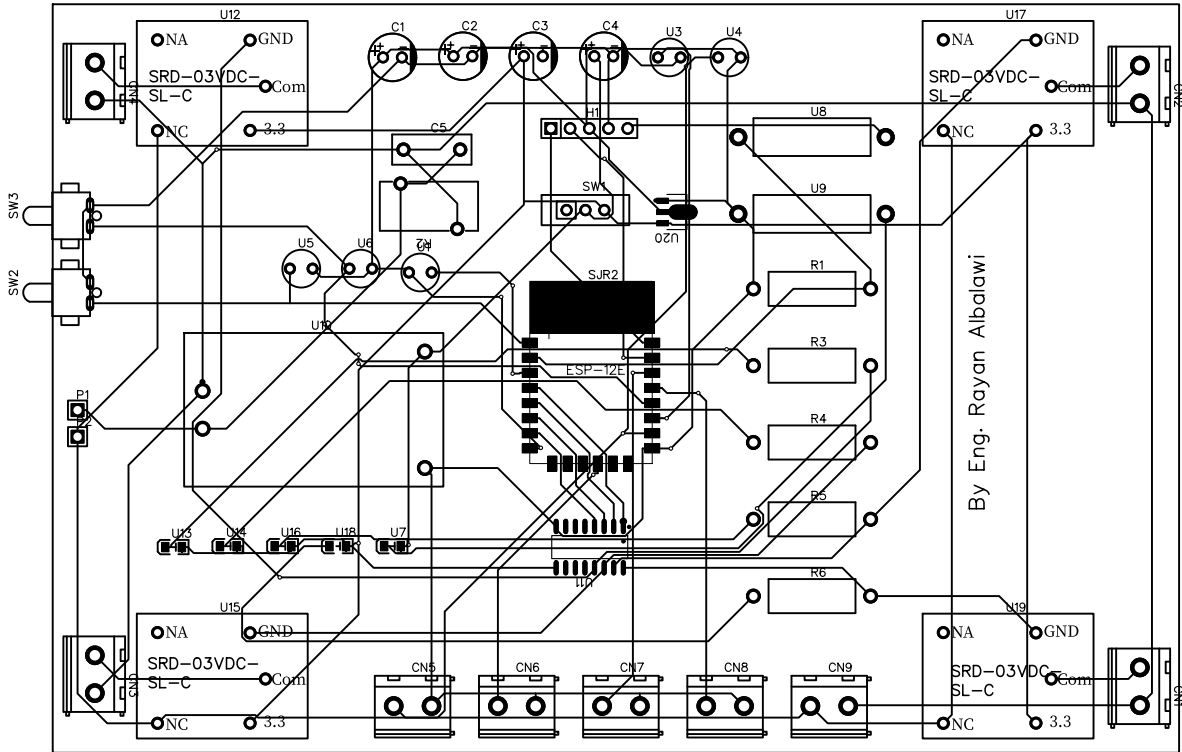 U12
U17
C1
C2
C3
C4
U3
U4
NA
GND
NA
GND
SRD-03VDC-
SL-C
SRD-03VDC-
SL-C
Com
Com
CN4
CN2
NC
3.3
NC
3.3
H1
U8
C5
SW1
U9
SW3
R2
U20
U5
U6
SW2
SJR2
R1
By Eng. Rayan Albalawi
U10
R3
ESP-12E
P1
P2
R4
R5
U13
U14
U16
U18
U7
U11
R6
U15
U19
NA
GND
NA
GND
SRD-03VDC-
SL-C
SRD-03VDC-
SL-C
Com
Com
CN3
CN5
CN6
CN7
CN8
CN9
CN1
NC
3.3
NC
3.3